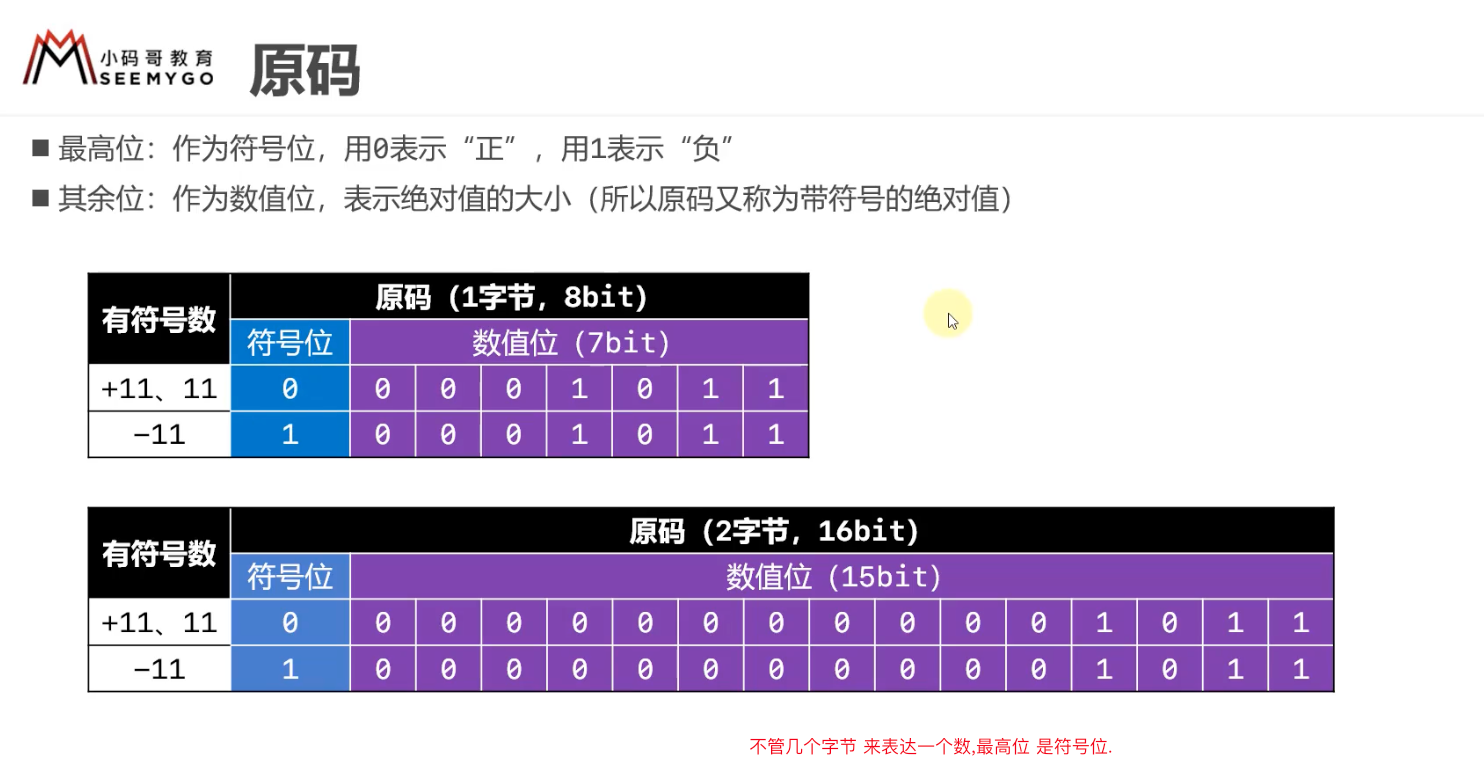 小码哥教育
SEEMYGO
原码
■ 最高位：作为符号位，用0表示“正”，用1表示“负”
■ 其余位：作为数值位，表示绝对值的大小（所以原码又称为带符号的绝对值）
有符号数 原码（1字节，8bit）
符号位 数值位（7bit）
+11、11 0 0 0 0 1 0 1 1
−11 1 0 0 0 1 0 1 1
有符号数 原码（2字节，16bit）
符号位 数值位（15bit）
+11、11 0 0 0 0 0 0 0 0 0 0 0 0 1 0 1 1
−11 1 0 0 0 0 0 0 0 0 0 0 0 1 0 1 1
不管几个字节 来表达一个数,最高位 是符号位.